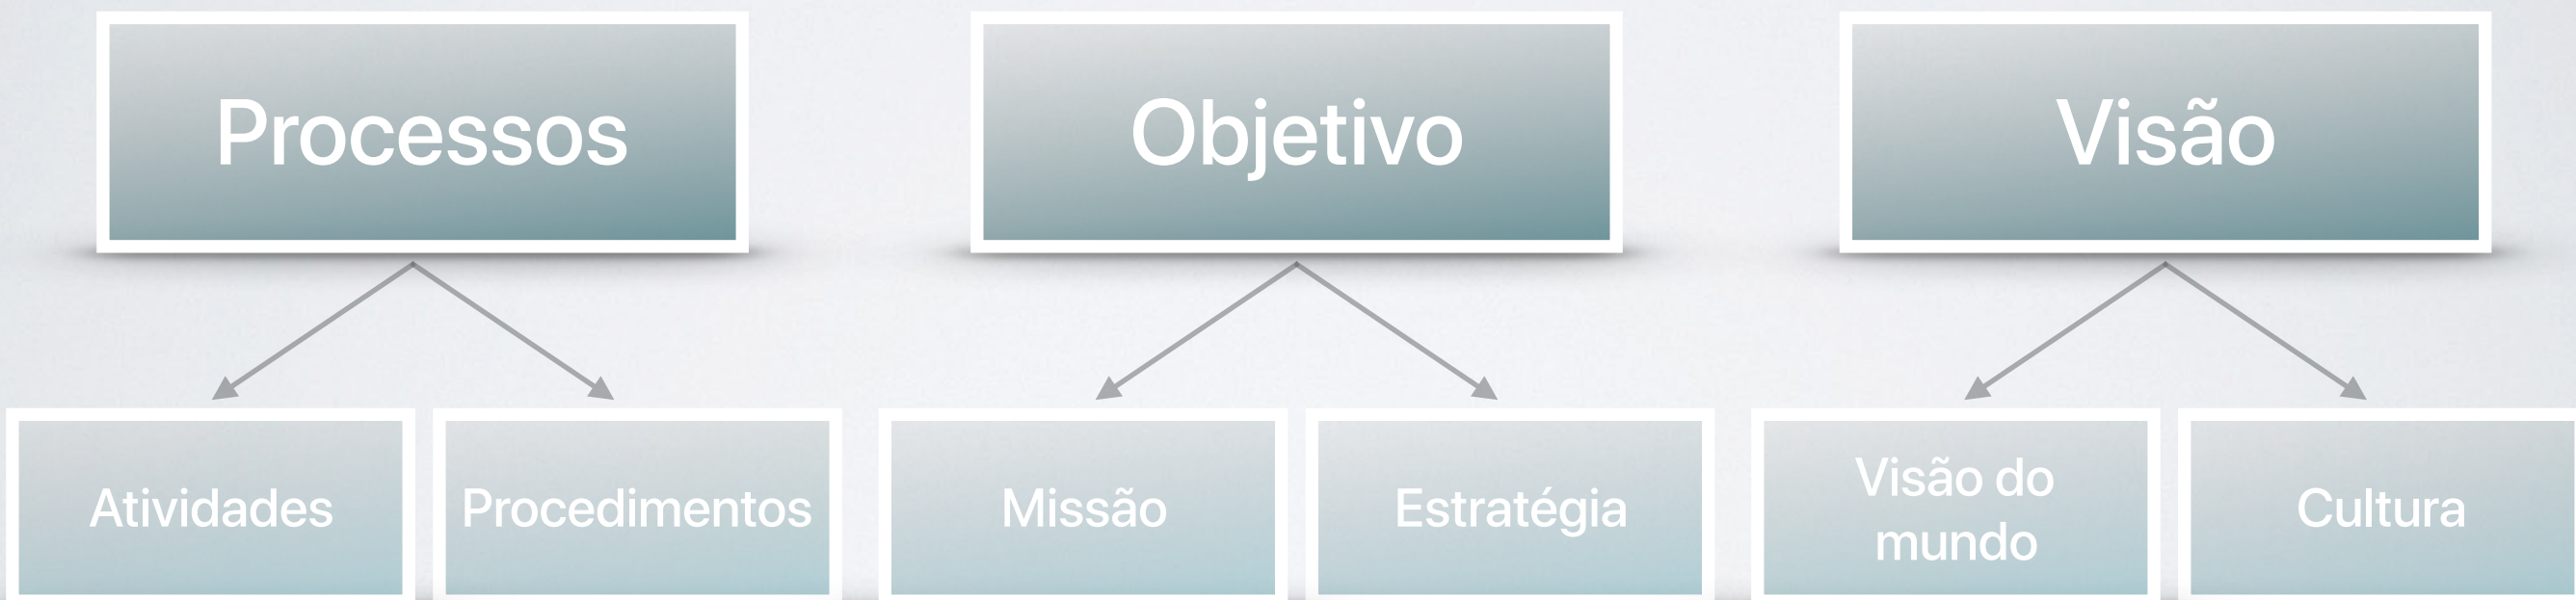 Processos
Objetivo
Visão
Atividades
Procedimentos
Missão
Estratégia
Visão do
mundo
Cultura